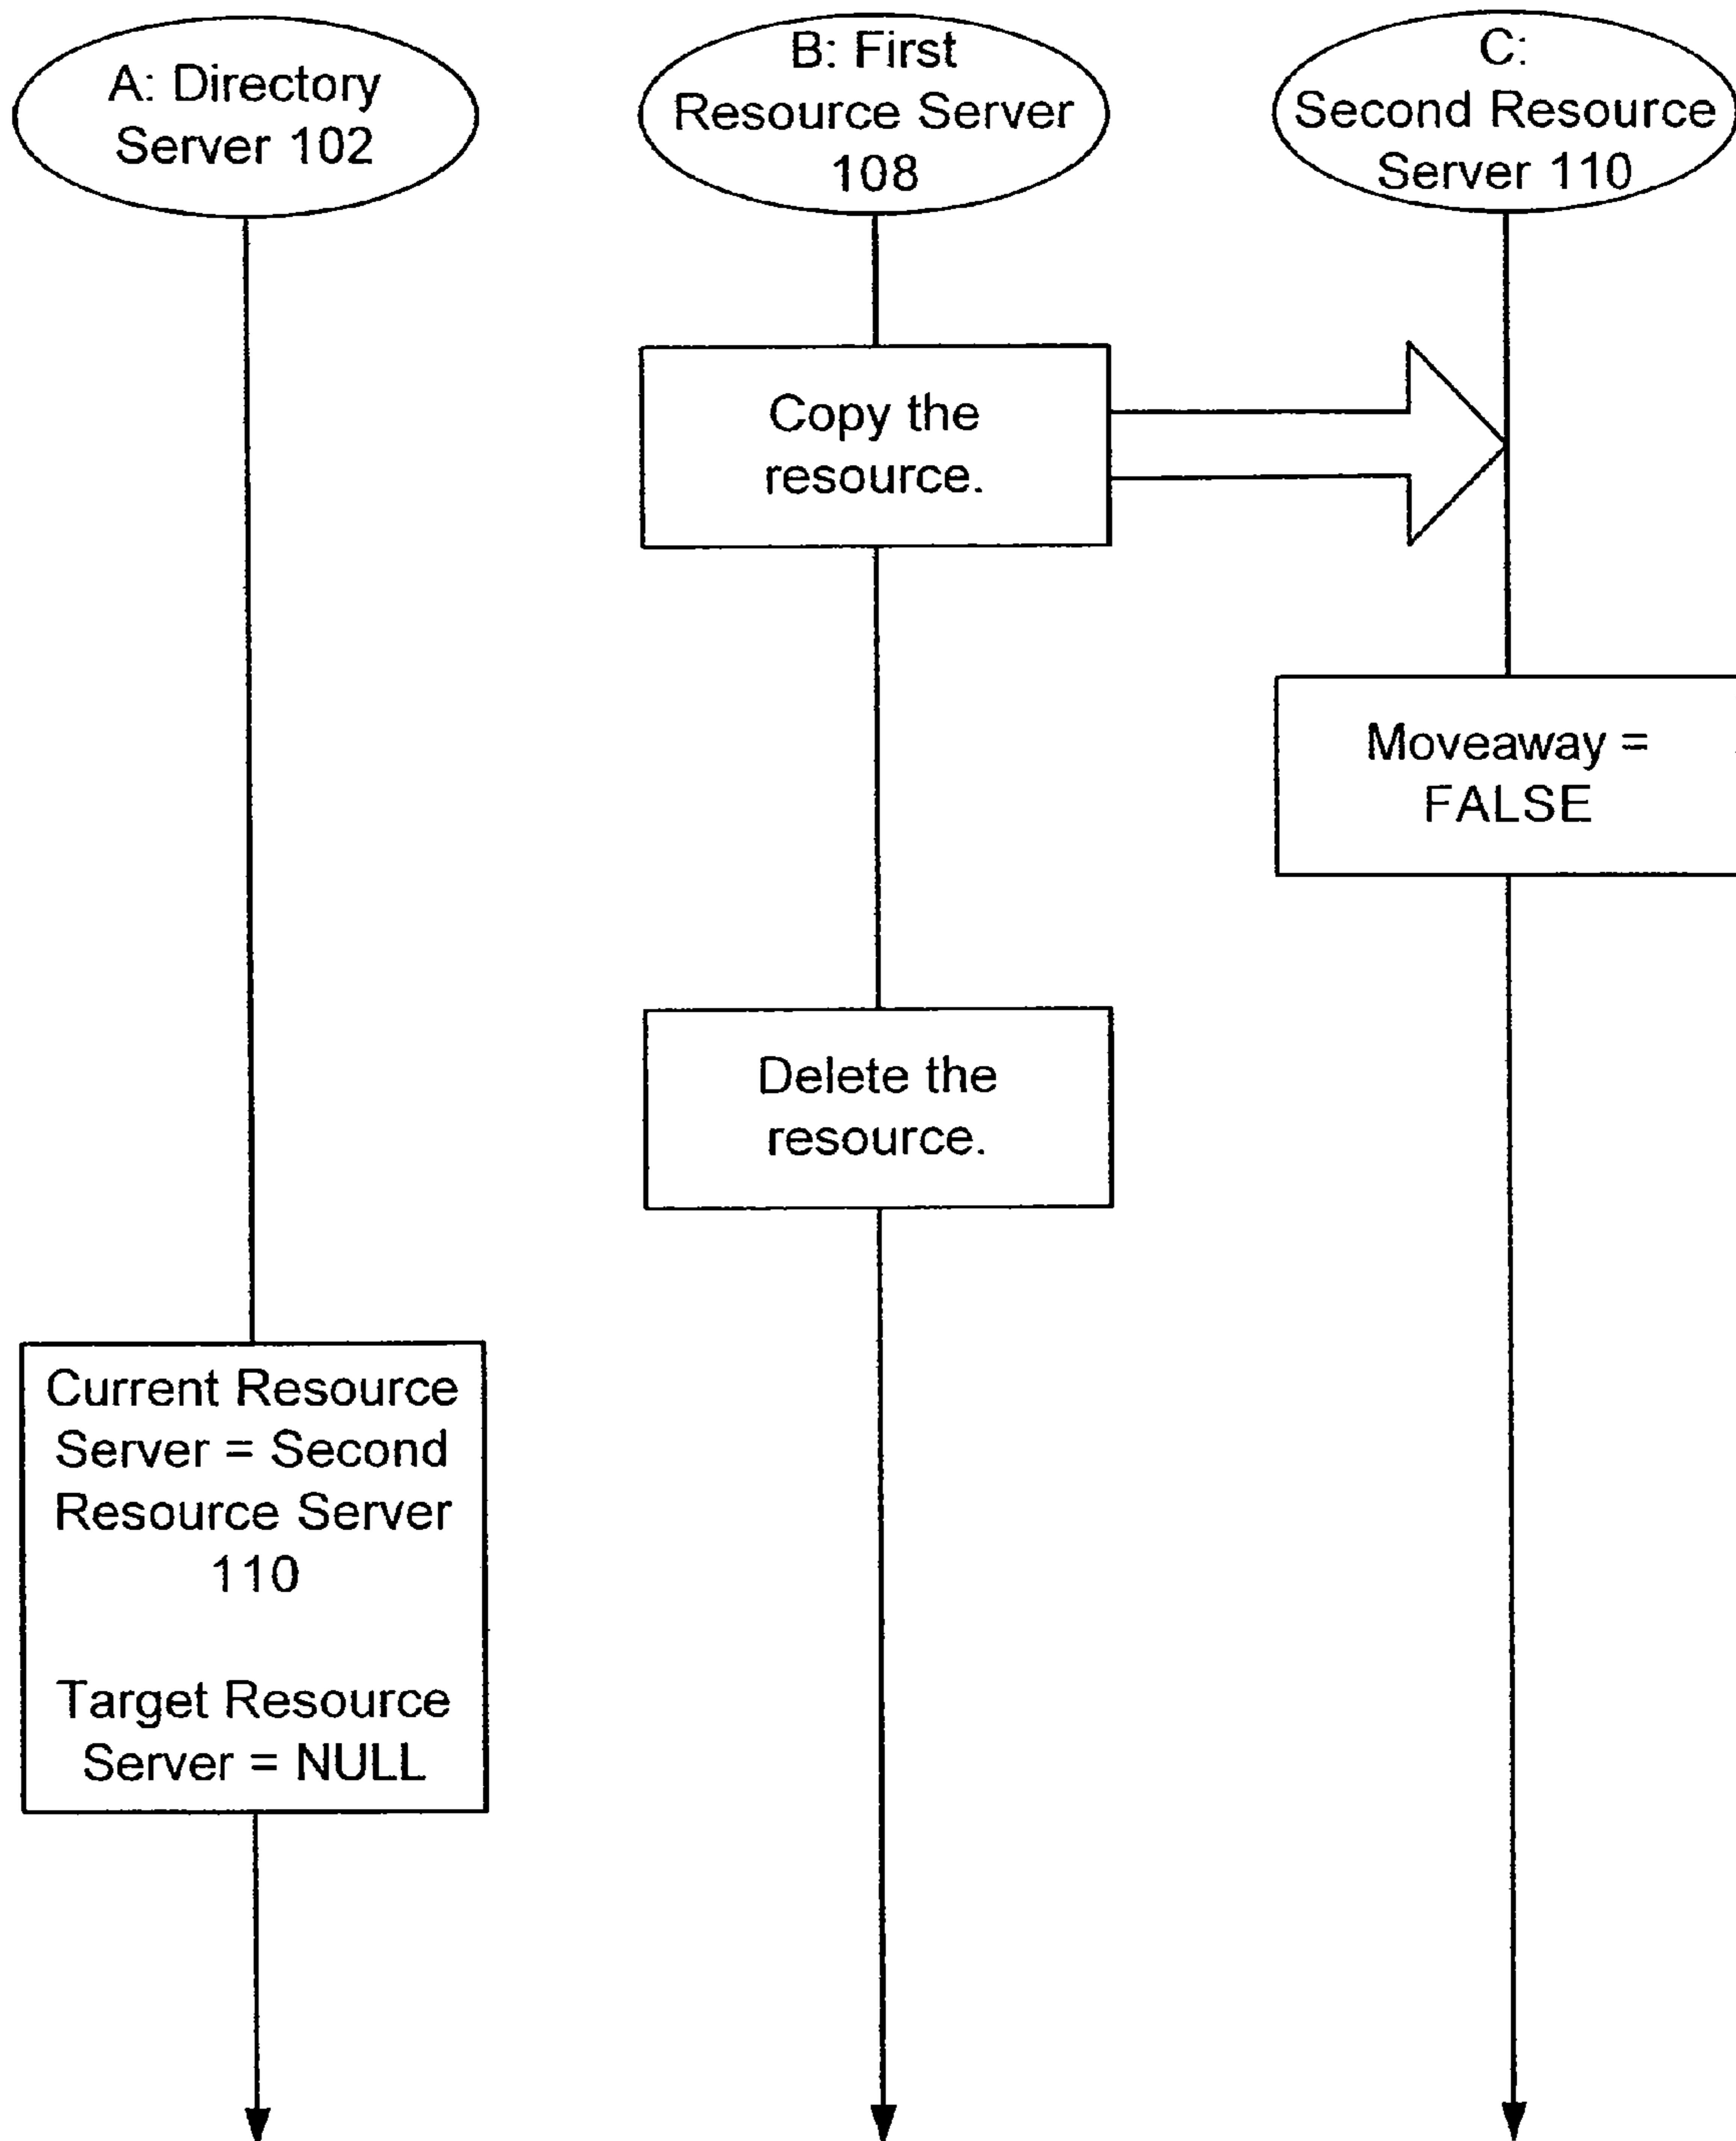 A: Directory
Server 102
B: First
Resource Server
108
C:
Second Resource
Server 110
Copy the
resource.
Moveaway =
FALSE
Delete the
resource.
Current Resource
Server = Second
Resource Server
110
Target Resource
Server = NULL